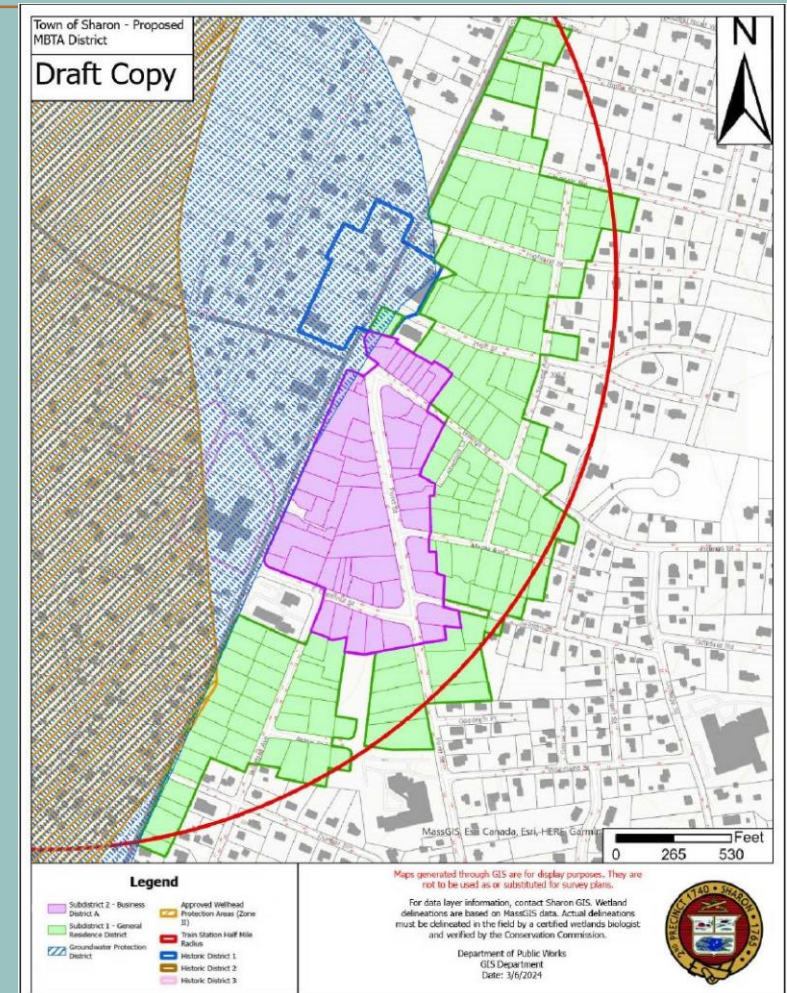 Town of Sharon - Proposed
MBTA District
Draft Copy
N
Highland St
MassGIS, Esri Canada, Esri, HERE, Garmin
Feet
0 265 530
Legend
Subdistrict 2 - Business
District A
Subdistrict 1 - General
Residence District
Groundwater Protection
District
Approved Wellhead
Protection Areas (Zone
II)
Train Station Half Mile
Radius
Historic District 1
Historic District 2
Historic District 3
Maps generated through GIS are for display purposes. They are
not to be used as or substituted for survey plans.
For data layer information, contact Sharon GIS. Wetland
delineations are based on MassGIS data. Actual delineations
must be delineated in the field by a certified wetlands biologist
and verified by the Conservation Commission.
Department of Public Works
GIS Department
Date: 3/6/2024
2ND PRECINCT 1740 • SHARON 1765